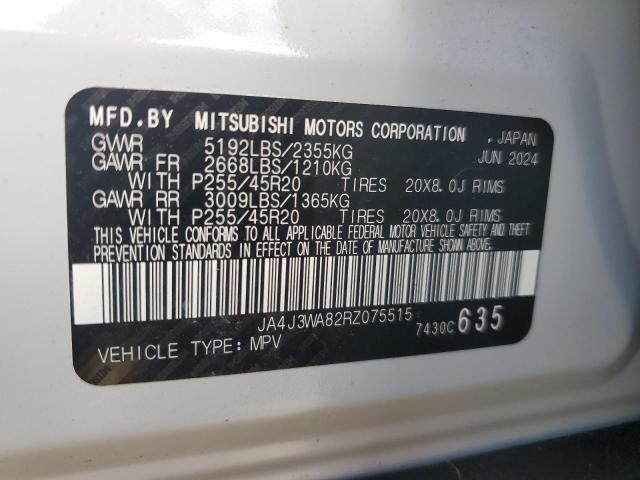 MFD.BY MITSUBISHI MOTORS CORPORATION , JAPAN
GVWR 5192LBS/2355KG JUN 2024
GAWR FR 2668LBS/1210KG
WITH P255/45R20 TIRES 20X8.0J RIMS
GAWR RR 3009LBS/1365KG
WITH P255/45R20 TIRES 20X8.0J RIMS
THIS VEHICLE CONFORMS TO ALL APPLICABLE FEDERAL MOTOR VEHICLE SAFETY AND THEFT
PREVENTION STANDARDS IN EFFECT ON THE DATE OF MANUFACTURE SHOWN ABOVE.
JA4J3WA82RZ075515 7430C 635
VEHICLE TYPE: MPV